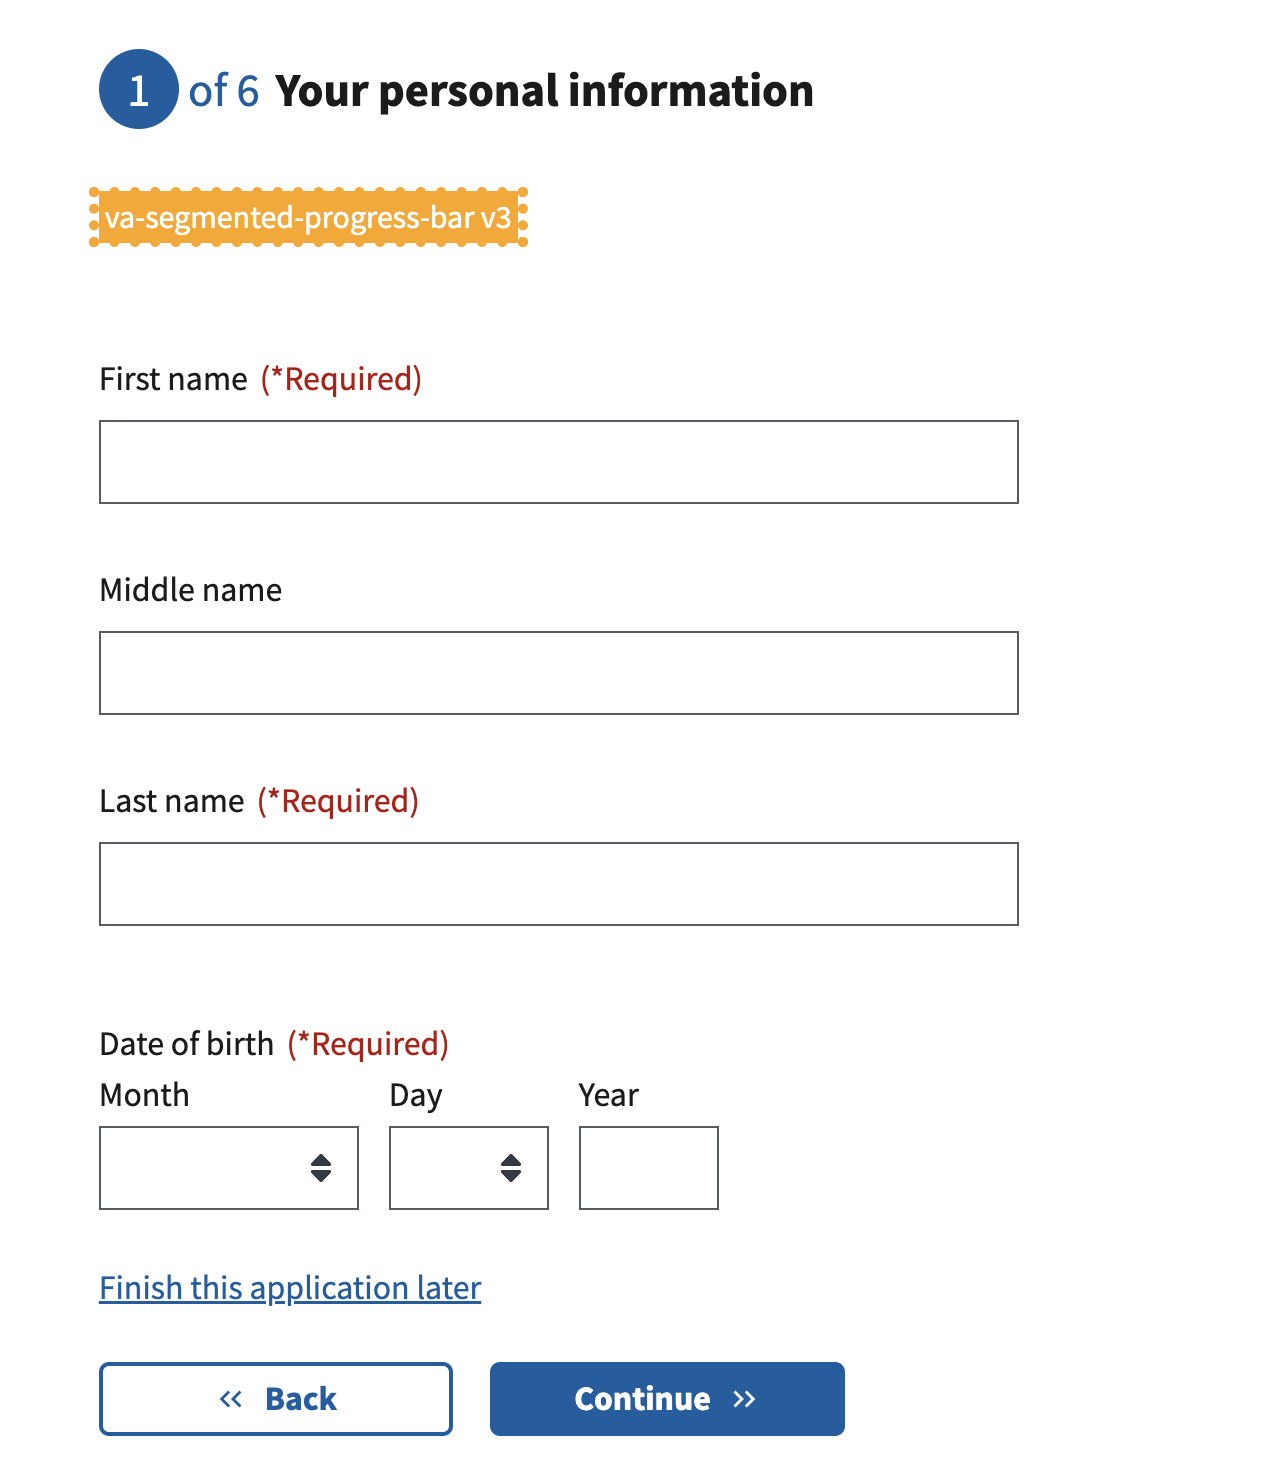 1 of 6 Your personal information
va-segmented-progress-bar v3
First name (*Required)
Middle name
Last name (*Required)
Date of birth (*Required)
Month Day Year
Finish this application later
« Back Continue »